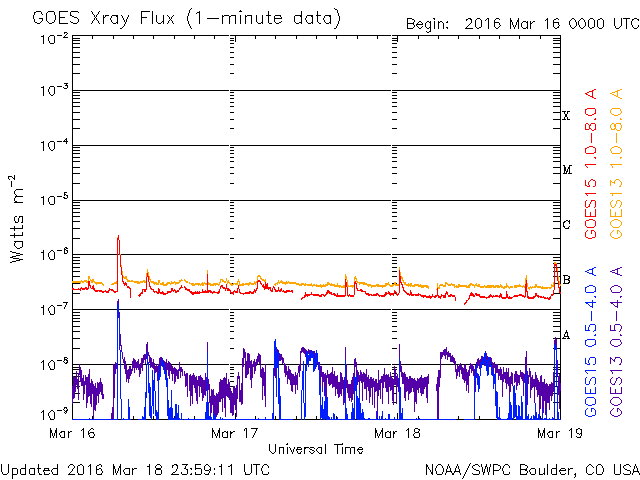 GOES Xray Flux (1-minute data)
Begin: 2016 Mar 16 0000 UTC
10-2
10-3
10-4
10-5
10-6
10-7
10-8
10-9
Watts m-2
X
M
C
B
A
GOES15 1.0-8.0 A
GOES13 1.0-8.0 A
GOES15 0.5-4.0 A
GOES13 0.5-4.0 A
Mar 16
Mar 17
Mar 18
Mar 19
Universal Time
Updated 2016 Mar 18 23:59:11 UTC
NOAA/SWPC Boulder, CO USA